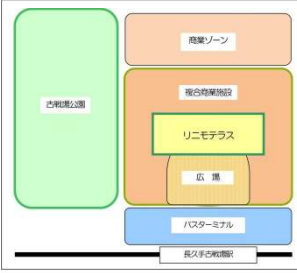 商業ゾーン
古戦場公園
複合商業施設
リニモテラス
広場
バスターミナル
長久手古戦場駅